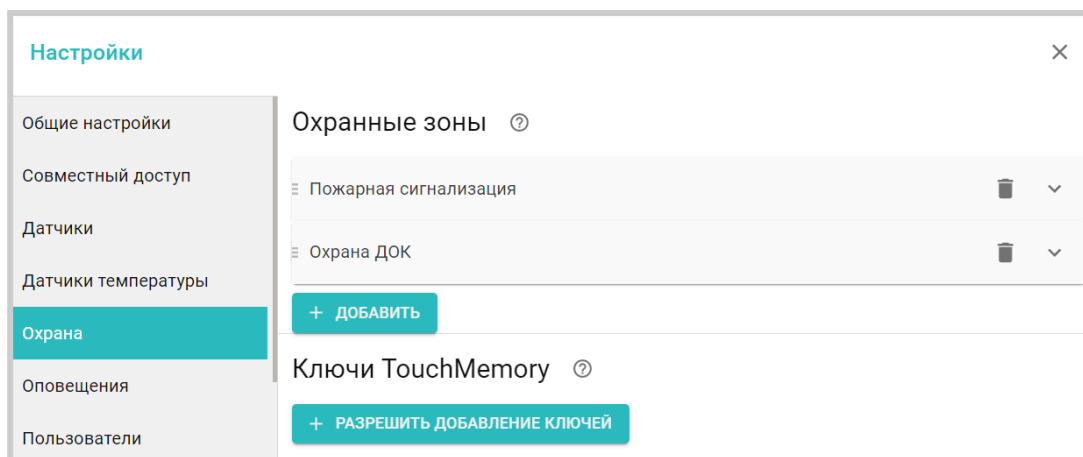 Настройки
Общие настройки
Совместный доступ
Датчики
Датчики температуры
Охрана
Оповещения
Пользователи
Охранные зоны
Пожарная сигнализация
Охрана ДОК
+ ДОБАВИТЬ
Ключи TouchMemory
+ РАЗРЕШИТЬ ДОБАВЛЕНИЕ КЛЮЧЕЙ